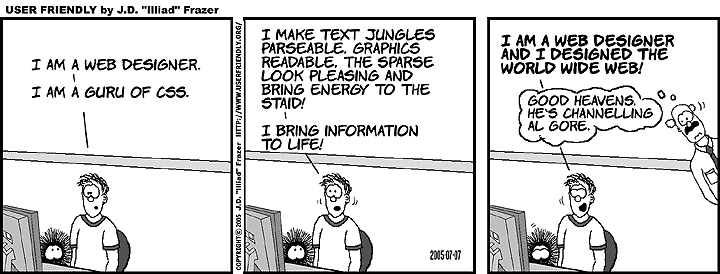 USER FRIENDLY by J.D. "Illiad" Frazer
I AM A WEB DESIGNER.
I AM A GURU OF CSS.
COPYRIGHT © 2005 J.D. "Illiad" Frazer HTTP://WWW.USERFRIENDLY.ORG/
I MAKE TEXT JUNGLES
PARSEABLE, GRAPHICS
READABLE, THE SPARSE
LOOK PLEASING AND
BRING ENERGY TO THE
STAID!
I BRING INFORMATION
TO LIFE!
2005-07-07
I AM A WEB DESIGNER
AND I DESIGNED THE
WORLD WIDE WEB!
GOOD HEAVENS,
HE'S CHANNELLING
AL GORE.